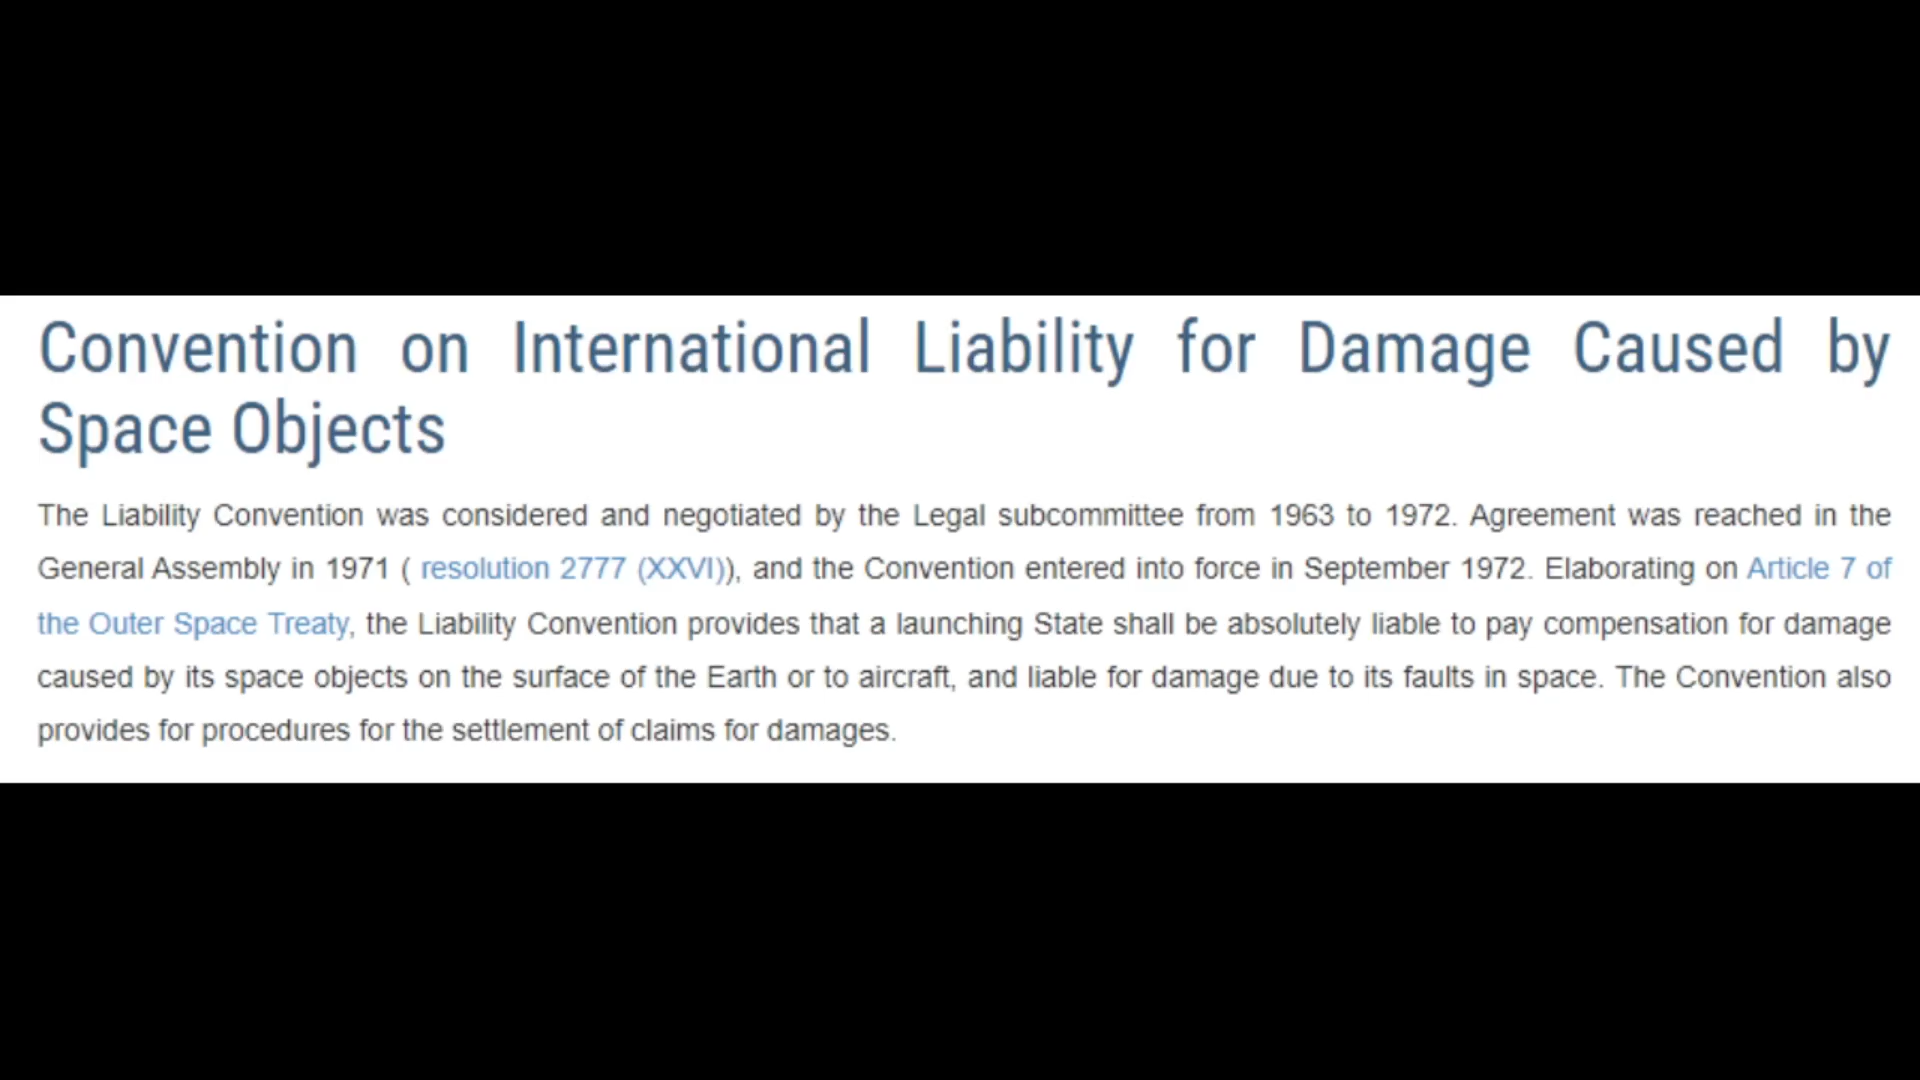 Convention on International Liability for Damage Caused by
Space Objects
The Liability Convention was considered and negotiated by the Legal subcommittee from 1963 to 1972. Agreement was reached in the
General Assembly in 1971 ( resolution 2777 (XXVI)), and the Convention entered into force in September 1972. Elaborating on Article 7 of
the Outer Space Treaty, the Liability Convention provides that a launching State shall be absolutely liable to pay compensation for damage
caused by its space objects on the surface of the Earth or to aircraft, and liable for damage due to its faults in space. The Convention also
provides for procedures for the settlement of claims for damages.